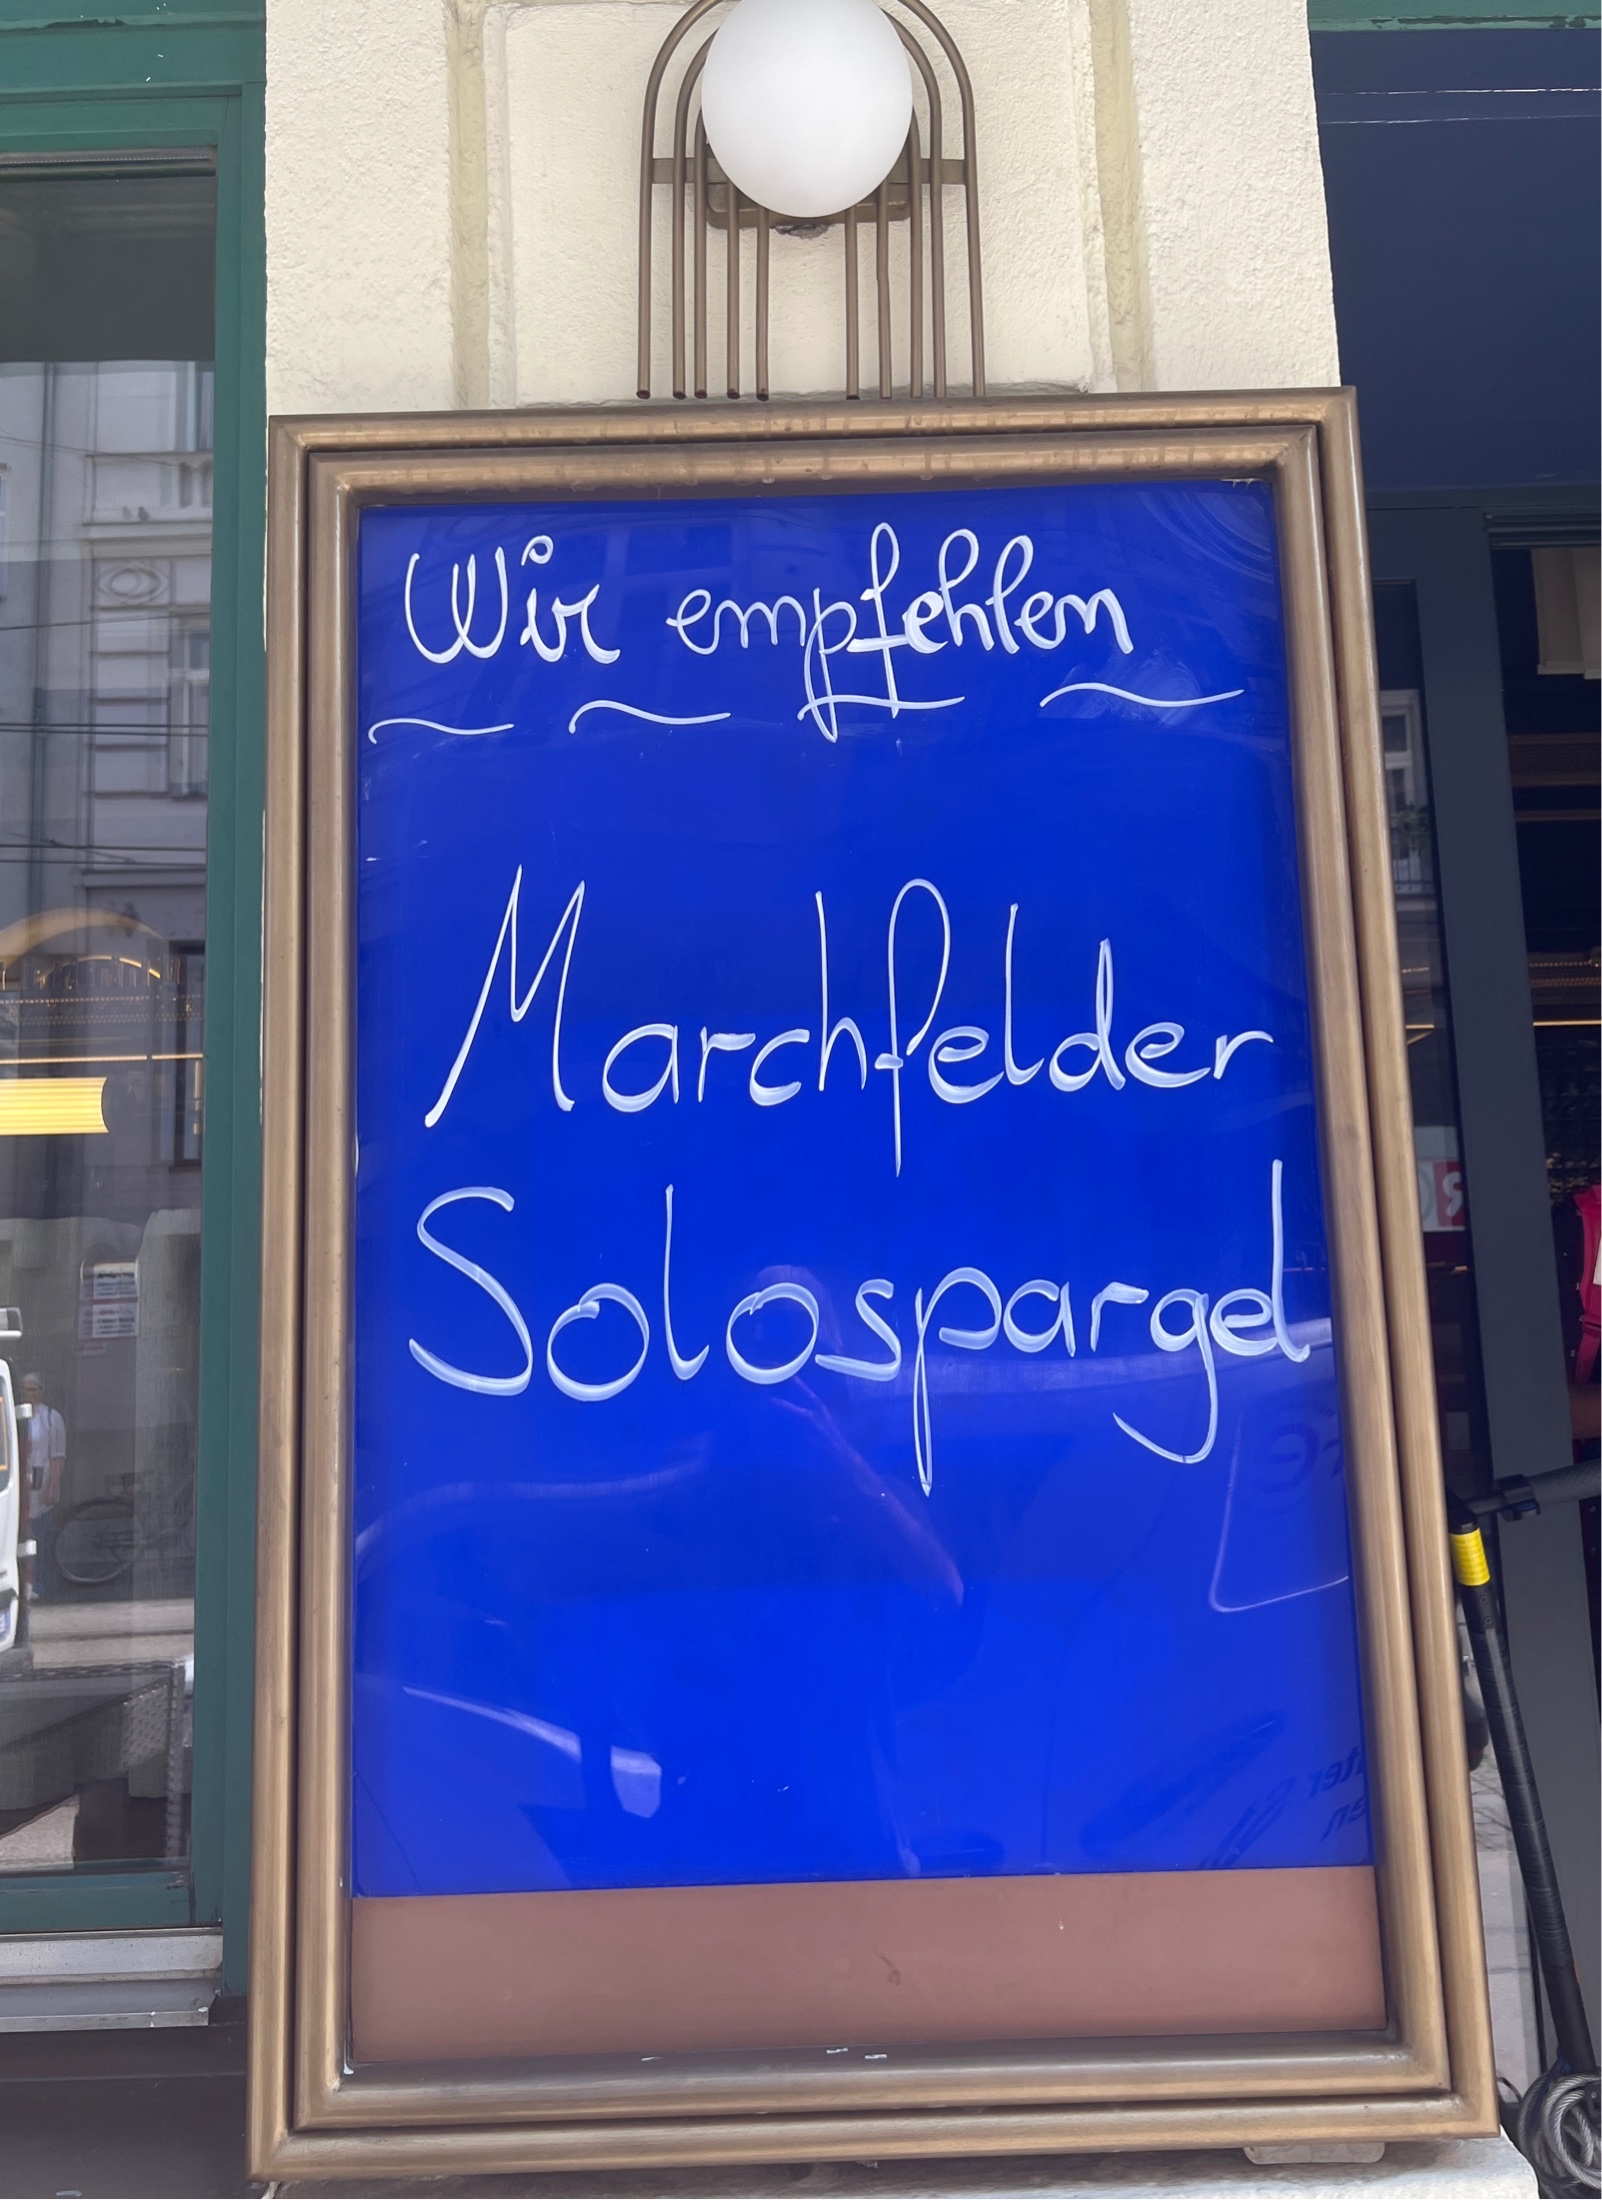 Wir empfehlen
Marchfelder
Solospargel